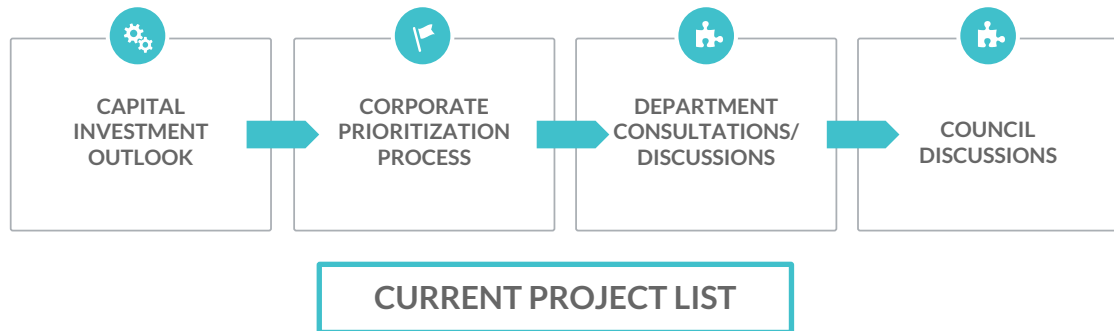 CAPITAL
INVESTMENT
OUTLOOK
CORPORATE
PRIORITIZATION
PROCESS
DEPARTMENT
CONSULTATIONS/
DISCUSSIONS
COUNCIL
DISCUSSIONS
CURRENT PROJECT LIST